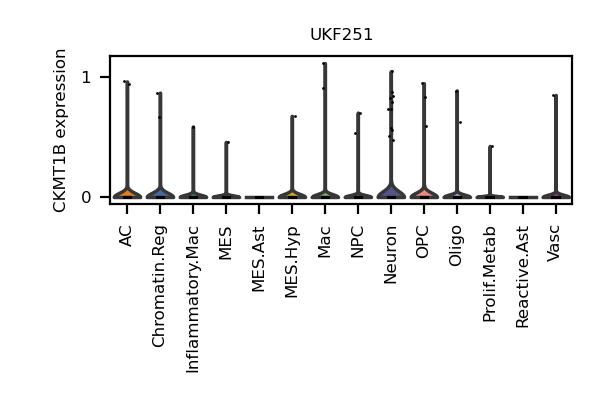 UKF251
CKMT1B expression
1
0
AC
Chromatin.Reg
Inflammatory.Mac
MES
MES.Ast
MES.Hyp
Mac
NPC
Neuron
OPC
Oligo
Prolif.Metab
Reactive.Ast
Vasc